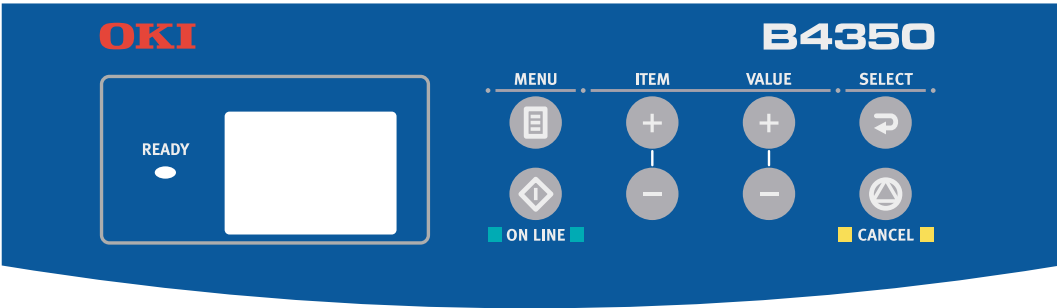 OKI B4350
MENU ITEM VALUE SELECT
READY
ON LINE CANCEL